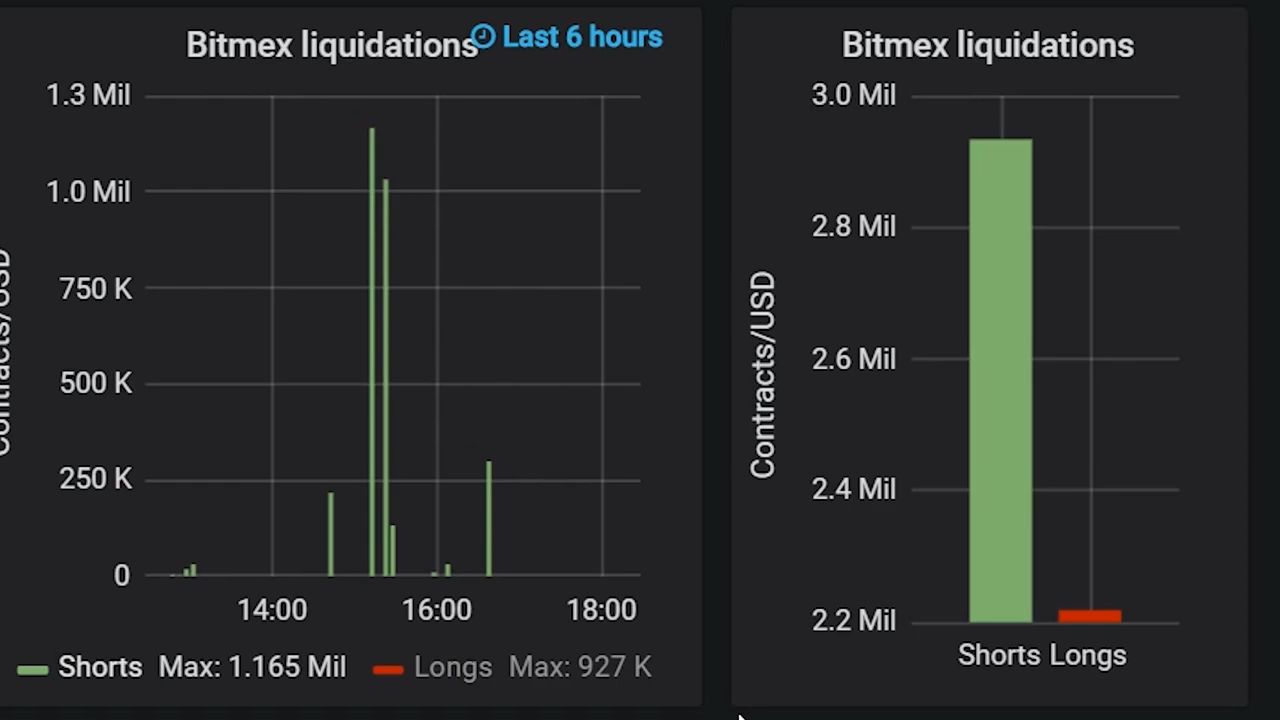 Bitmex liquidations
Last 6 hours
1.3 Mil
1.0 Mil
750 K
500 K
250 K
0
Contracts/USD
14:00 16:00 18:00
Shorts Max: 1.165 Mil Longs Max: 927 K
Bitmex liquidations
3.0 Mil
2.8 Mil
2.6 Mil
2.4 Mil
2.2 Mil
Contracts/USD
Shorts Longs